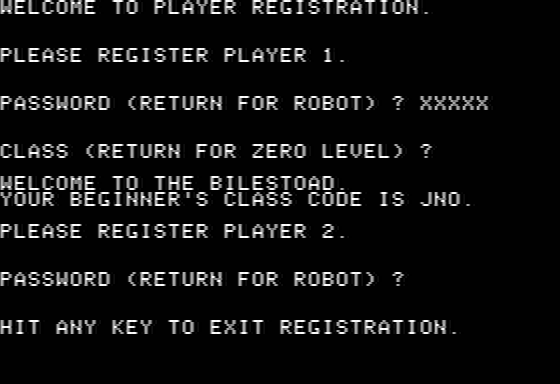 WELCOME TO PLAYER REGISTRATION.
PLEASE REGISTER PLAYER 1.
PASSWORD (RETURN FOR ROBOT) ? XXXXX
CLASS (RETURN FOR ZERO LEVEL) ?
WELCOME TO THE BILESTOAD.
YOUR BEGINNER'S CLASS CODE IS JNO.
PLEASE REGISTER PLAYER 2.
PASSWORD (RETURN FOR ROBOT) ?
HIT ANY KEY TO EXIT REGISTRATION.